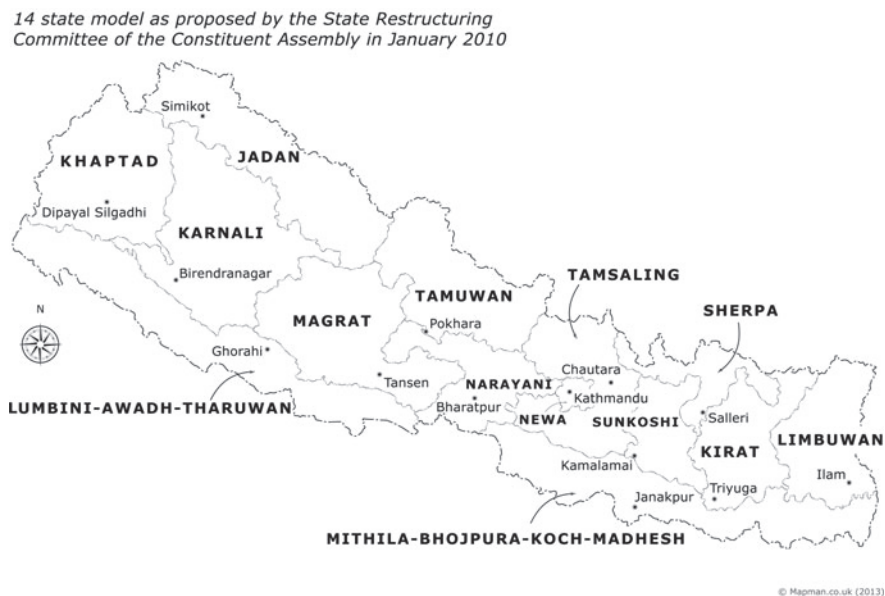 14 state model as proposed by the State Restructuring
Committee of the Constituent Assembly in January 2010
Simikot
KHAPTAD
JADAN
Dipayal Silgadhi
KARNALI
Birendranagar
TAMSALING
TAMUWAN
SHERPA
N
MAGRAT
Pokhara
Ghorahi
Chautara
Tansen
NARAYANI
Kathmandu
LUMBINI-AWADH-THARUWAN
Bharatpur
NEWA
SUNKOSHI
Salleri
LIMBUWAN
KIRAT
Kamalamai
Ilam
Triyuga
Janakpur
MITHILA-BHOJPURA-KOCH-MADHESH
© Mapman.co.uk (2013)